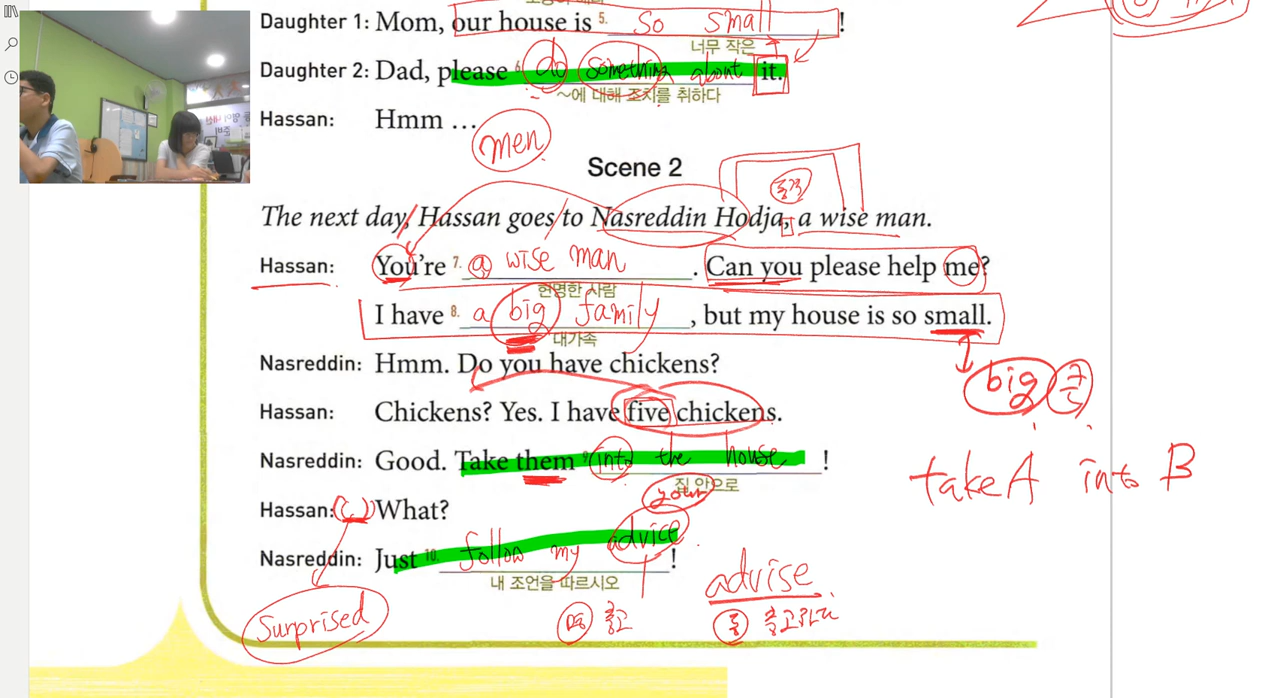 Daughter 1: Mom, our house is 5. so small !
너무 작은
Daughter 2: Dad, please 6. do something about it.
~에 대해 조치를 취하다
Hassan: Hmm …
men
Scene 2
동격
The next day, Hassan goes to Nasreddin Hodja, a wise man.
Hassan: You're 7. a wise man . Can you please help me?
현명한 사람
I have 8. a big family , but my house is so small.
대가족
Nasreddin: Hmm. Do you have chickens?
big
Hassan: Chickens? Yes. I have five chickens.
Nasreddin: Good. Take them 9. into the house !
take A into B
집 안으로
your
Hassan: ( ) What?
Nasreddin: Just 10. follow my advice !
내 조언을 따르시오
advise
Surprised
명 충고
동 충고하다